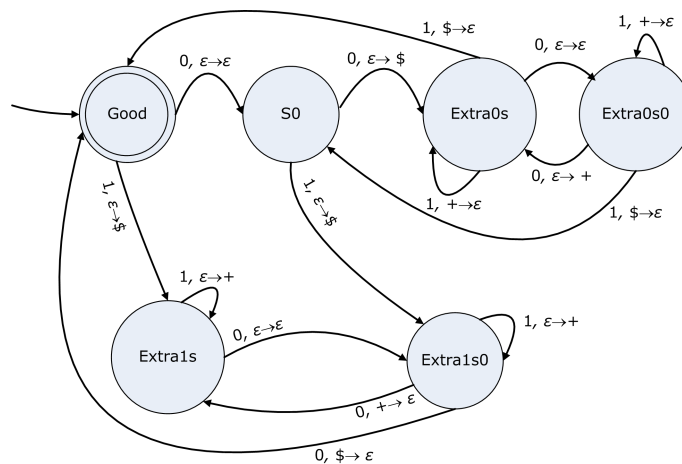 1, $→ε
0, ε→ε
0, ε→ $
0, ε→ε
1, +→ε
Good
S0
Extra0s
Extra0s0
1, +→ε
0, ε→ +
1, $→ε
1, ε→$
1, ε→$
1, ε→+
0, ε→ε
1, ε→+
Extra1s
Extra1s0
0, +→ ε
0, $→ ε